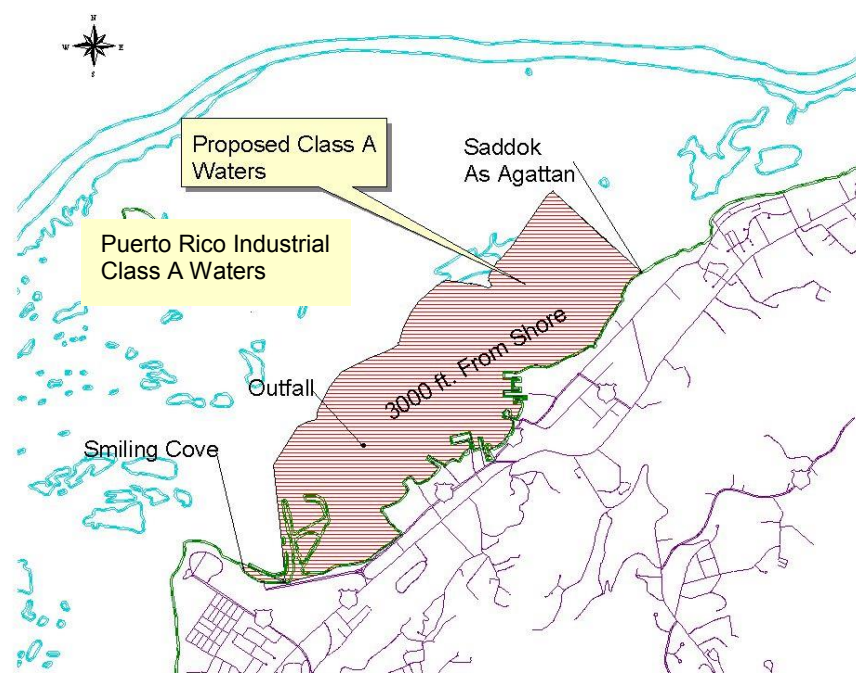 N
W E
S
Proposed Class A
Waters
Saddok
As Agattan
Puerto Rico Industrial
Class A Waters
3000 ft. From Shore
Outfall
Smiling Cove